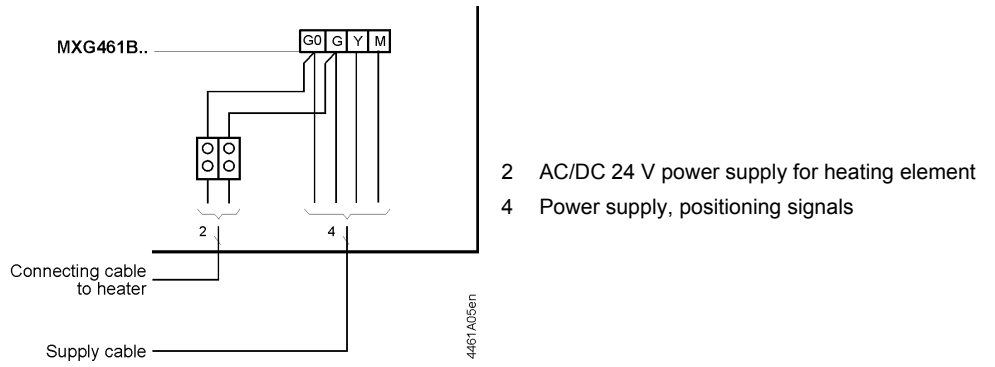 MXG461B..
G0 G Y M
2 AC/DC 24 V power supply for heating element
4 Power supply, positioning signals
2 4
Connecting cable
to heater
Supply cable
4461A05en